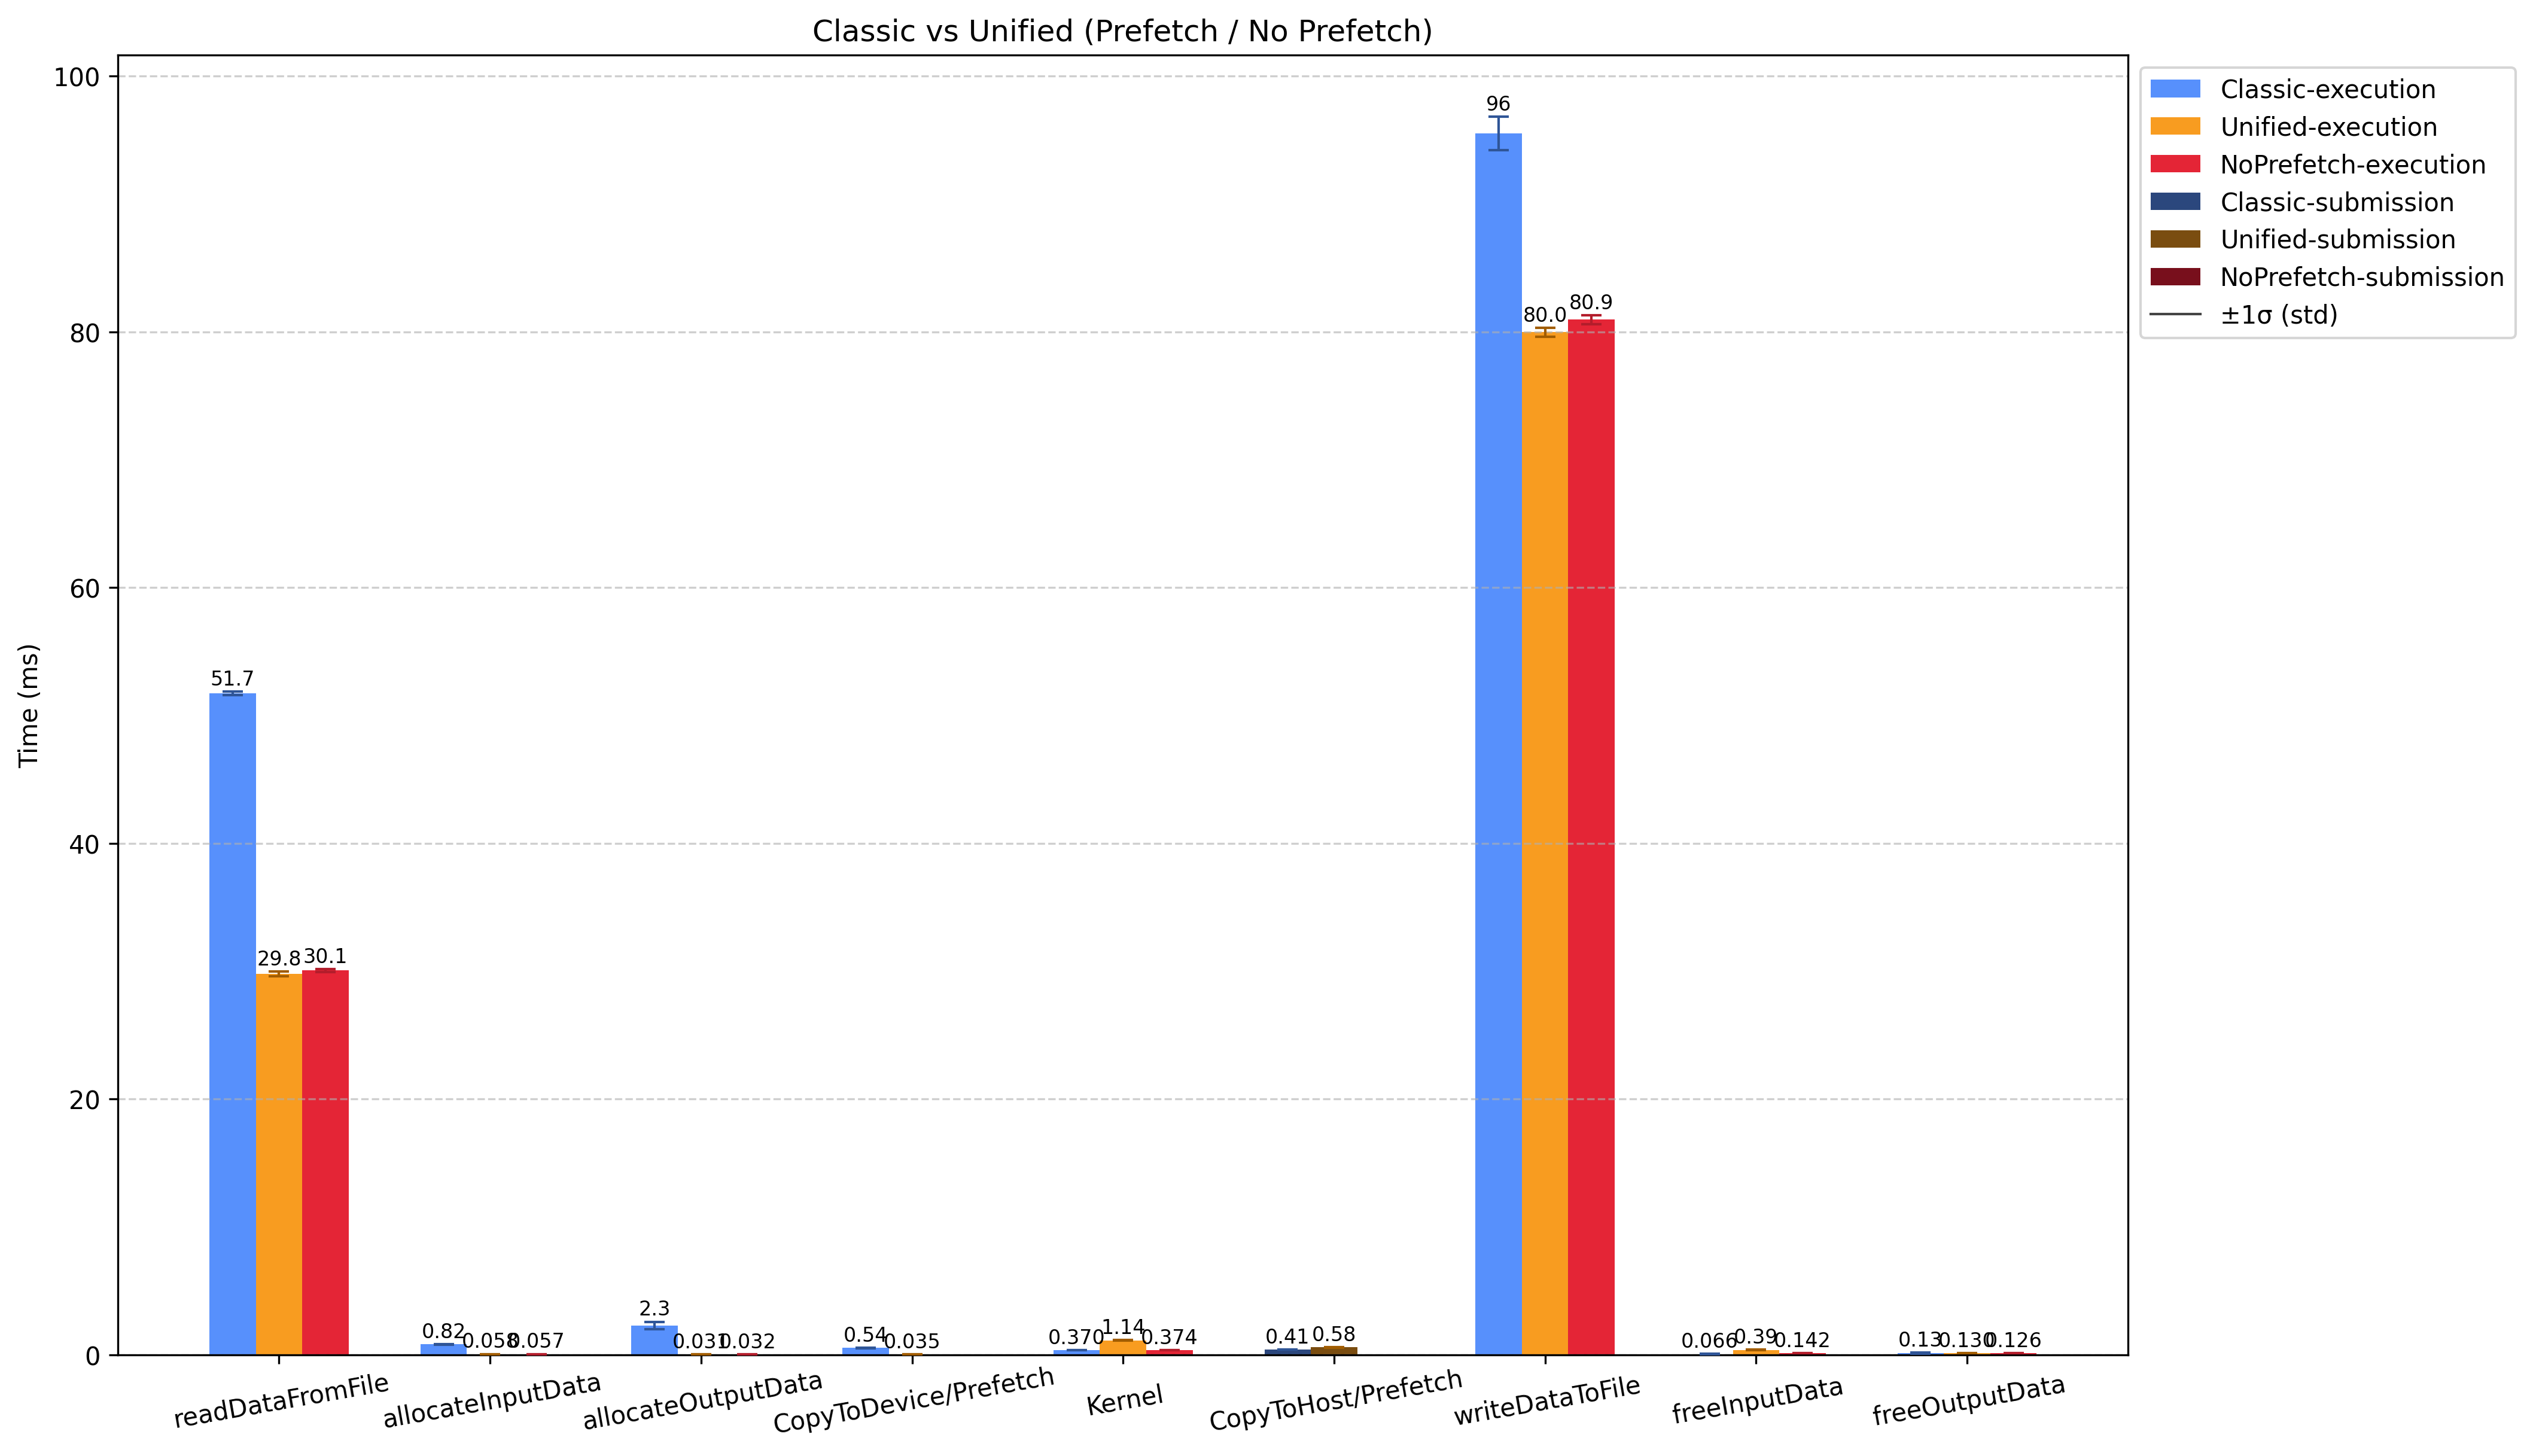 Classic vs Unified (Prefetch / No Prefetch)
Time (ms)
100
80
60
40
20
0
51.7
29.8
30.1
0.82
0.058
0.057
2.3
0.031
0.032
0.54
0.035
0.370
1.14
0.374
0.41
0.58
96
80.0
80.9
0.066
0.39
0.142
0.13
0.130
0.126
readDataFromFile
allocateInputData
allocateOutputData
CopyToDevice/Prefetch
Kernel
CopyToHost/Prefetch
writeDataToFile
freeInputData
freeOutputData
Classic-execution
Unified-execution
NoPrefetch-execution
Classic-submission
Unified-submission
NoPrefetch-submission
±1σ (std)